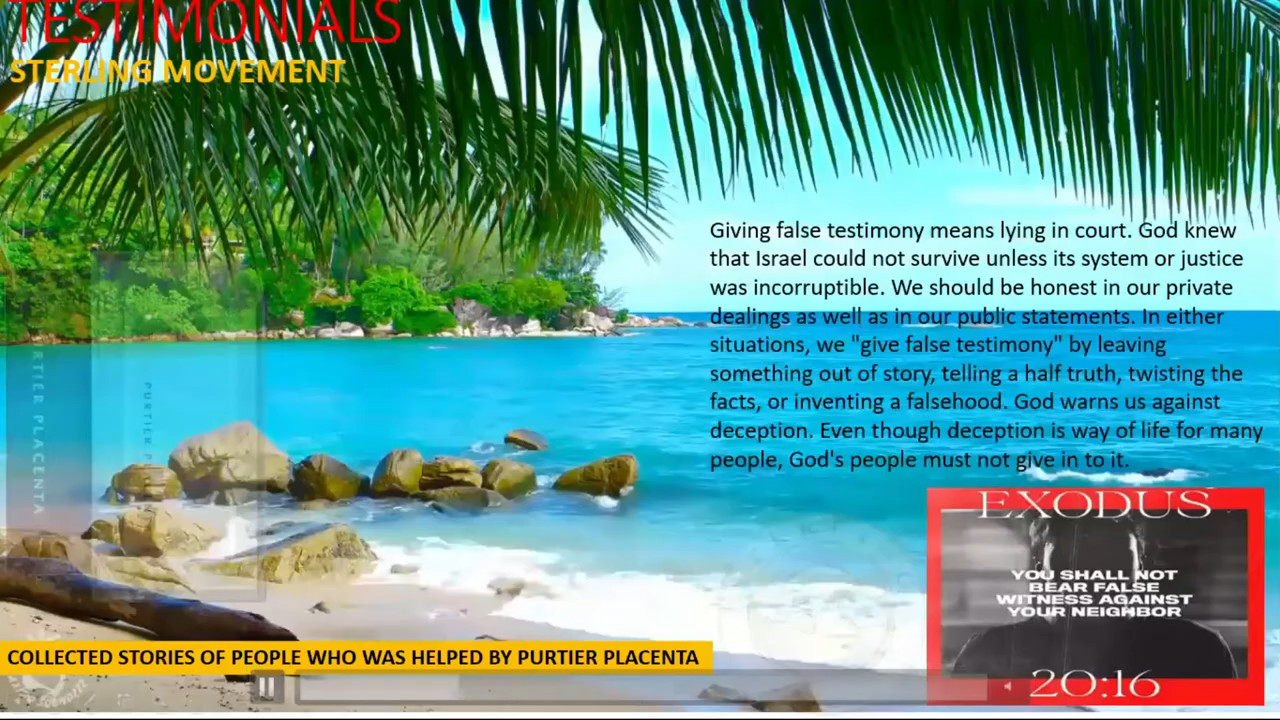 TESTIMONIALS
STERLING MOVEMENT
Giving false testimony means lying in court. God knew
that Israel could not survive unless its system or justice
was incorruptible. We should be honest in our private
dealings as well as in our public statements. In either
situations, we "give false testimony" by leaving
something out of story, telling a half truth, twisting the
facts, or inventing a falsehood. God warns us against
deception. Even though deception is way of life for many
people, God's people must not give in to it.
RTIER PLACENTA
PURTIER P
EXODUS
YOU SHALL NOT
BEAR FALSE
WITNESS AGAINST
YOUR NEIGHBOR
20:16
COLLECTED STORIES OF PEOPLE WHO WAS HELPED BY PURTIER PLACENTA